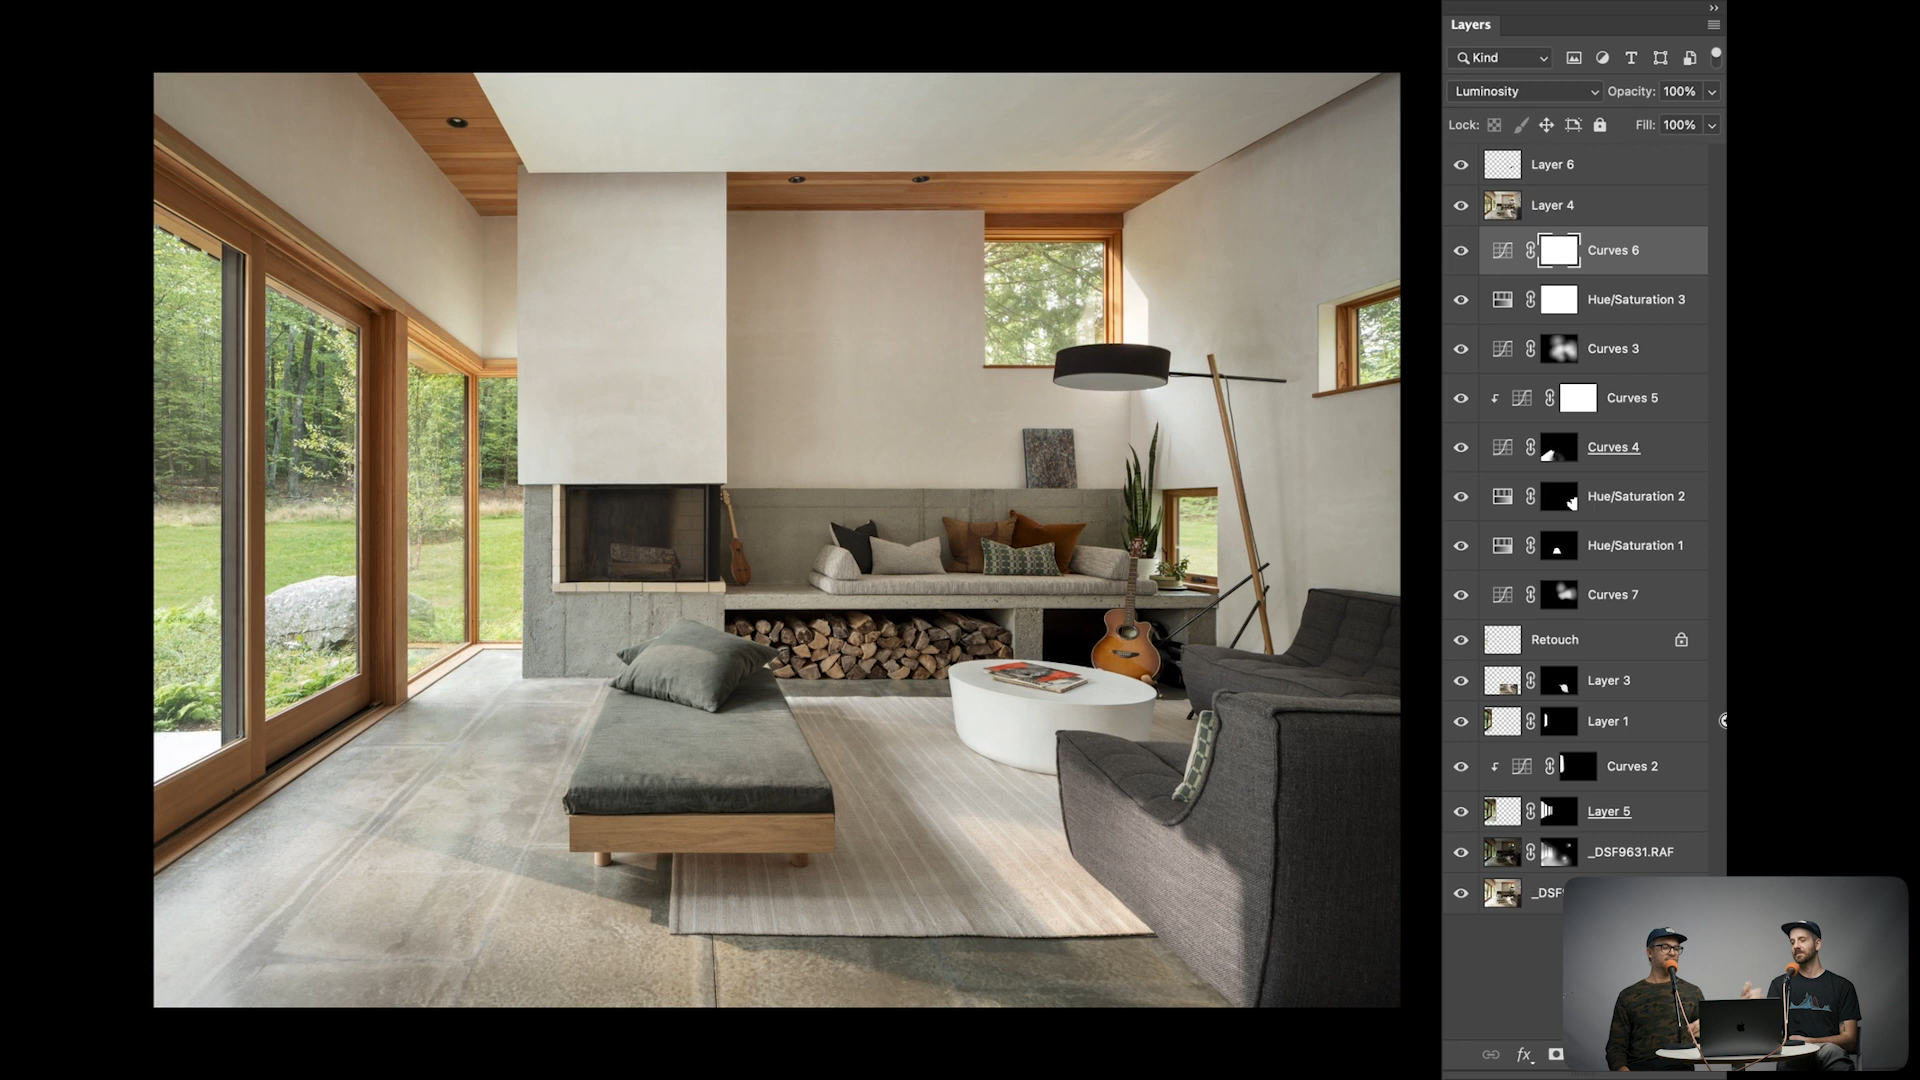 Layers
Kind
Luminosity
Opacity: 100%
Lock:
Fill: 100%
Layer 6
Layer 4
Curves 6
Hue/Saturation 3
Curves 3
Curves 5
Curves 4
Hue/Saturation 2
Hue/Saturation 1
Curves 7
Retouch
Layer 3
Layer 1
Curves 2
Layer 5
_DSF9631.RAF
fx